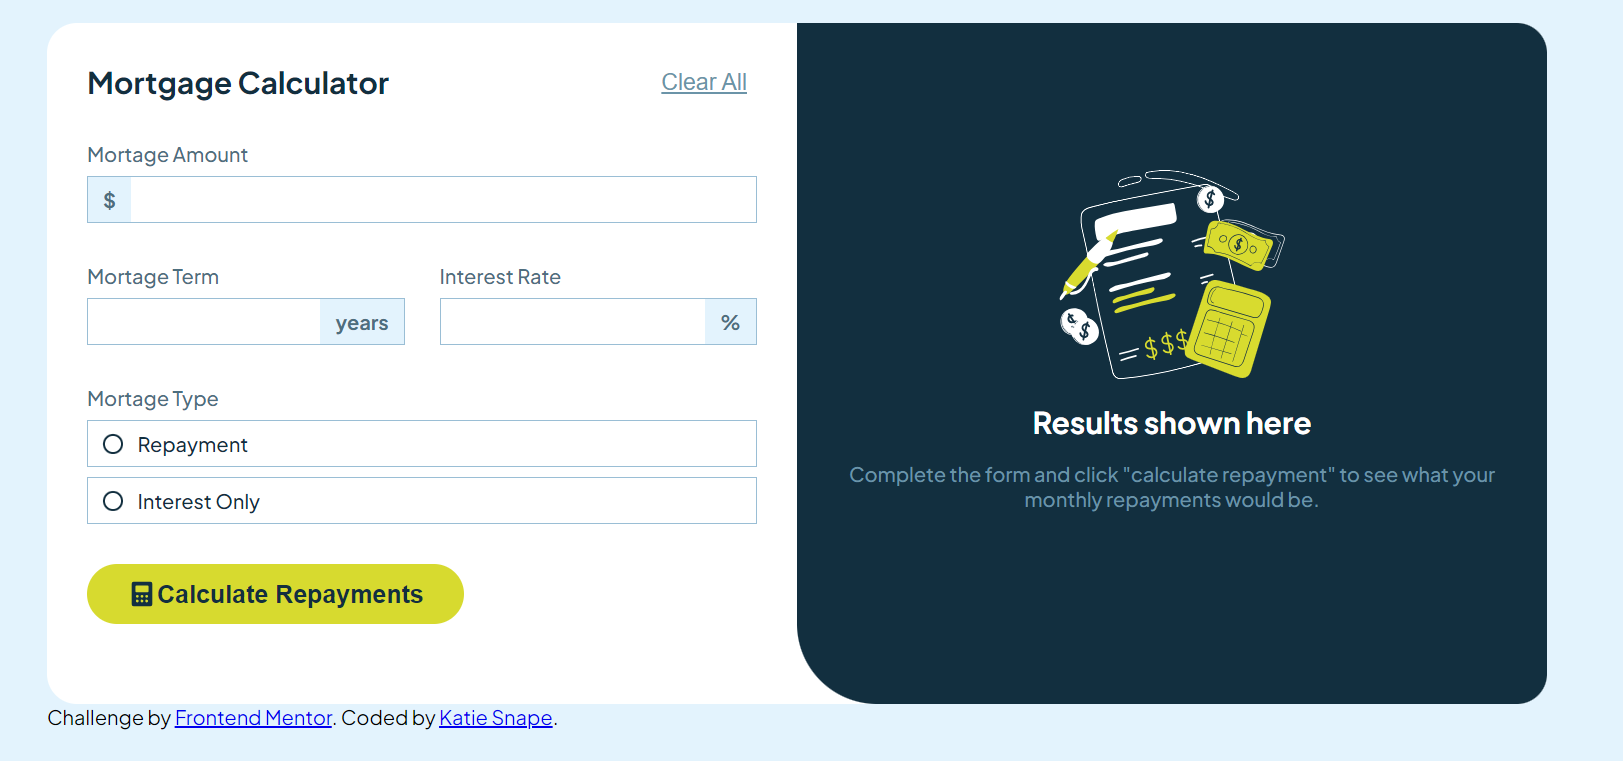 Mortgage Calculator
Clear All
Mortage Amount
$
Mortage Term
Interest Rate
years
%
Mortage Type
Repayment
Interest Only
Calculate Repayments
$
$
$ $
$$$
Results shown here
Complete the form and click "calculate repayment" to see what your
monthly repayments would be.
Challenge by Frontend Mentor. Coded by Katie Snape.